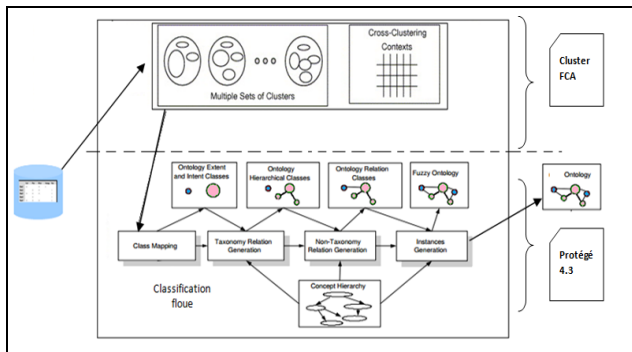 Cross-Clustering
Contexts
Multiple Sets of Clusters
Cluster
FCA
Ontology Extent
and Intent Classes
Ontology
Hierarchical Classes
Ontology Relation
Classes
Fuzzy Ontology
Ontology
Class Mapping
Taxonomy Relation
Generation
Non-Taxonomy
Relation Generation
Instances
Generation
Protégé
4.3
Classification
floue
Concept Hierarchy